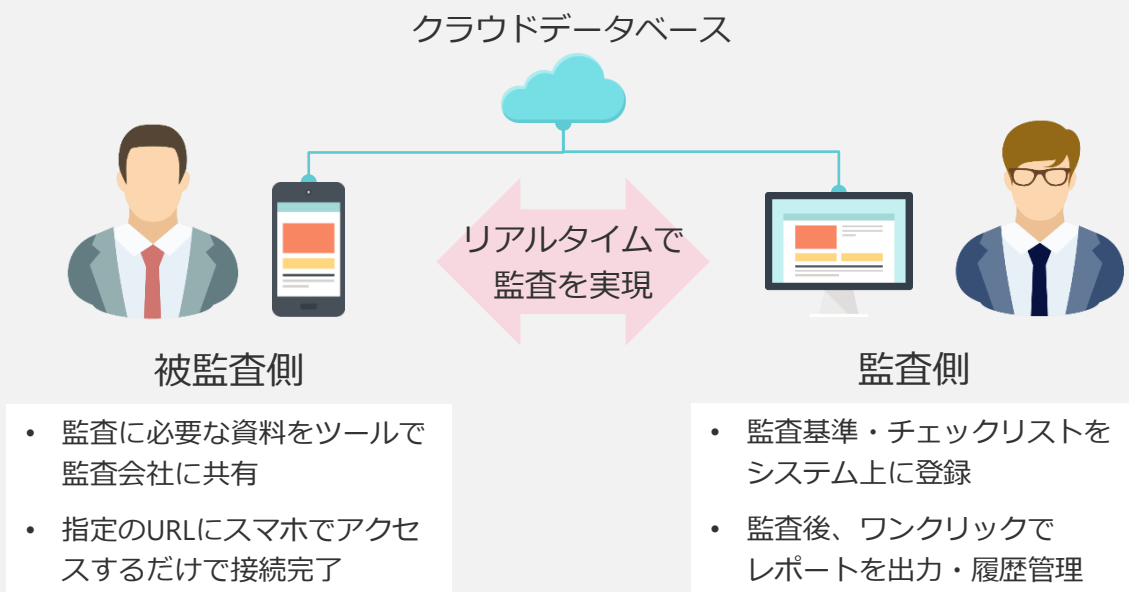 クラウドデータベース
リアルタイムで
監査を実現
被監査側
• 監査に必要な資料をツールで
監査会社に共有
• 指定のURLにスマホでアクセ
スするだけで接続完了
監査側
• 監査基準・チェックリストを
システム上に登録
• 監査後、ワンクリックで
レポートを出力・履歴管理